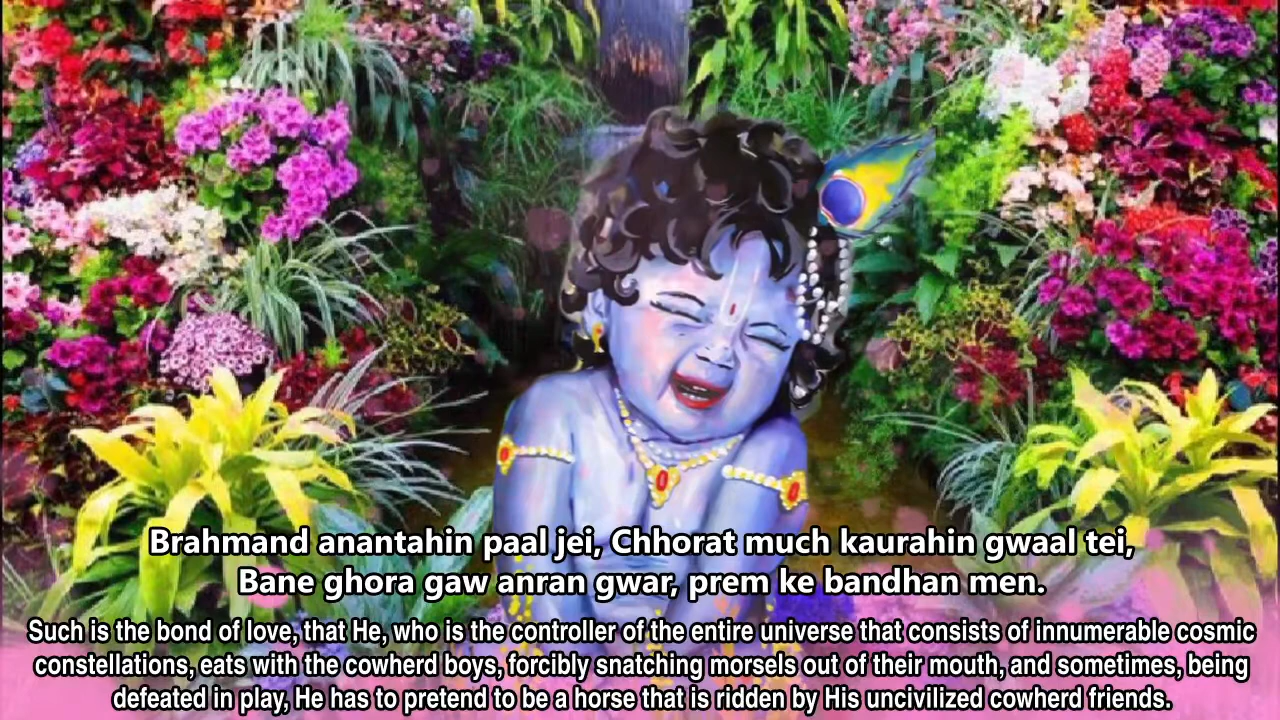 Brahmand anantahin paal jei, Chhorat much kaurahin gwaal tei,
Bane ghora gaw anran gwar, prem ke bandhan men.
Such is the bond of love, that He, who is the controller of the entire universe that consists of innumerable cosmic
constellations, eats with the cowherd boys, forcibly snatching morsels out of their mouth, and sometimes, being
defeated in play, He has to pretend to be a horse that is ridden by His uncivilized cowherd friends.